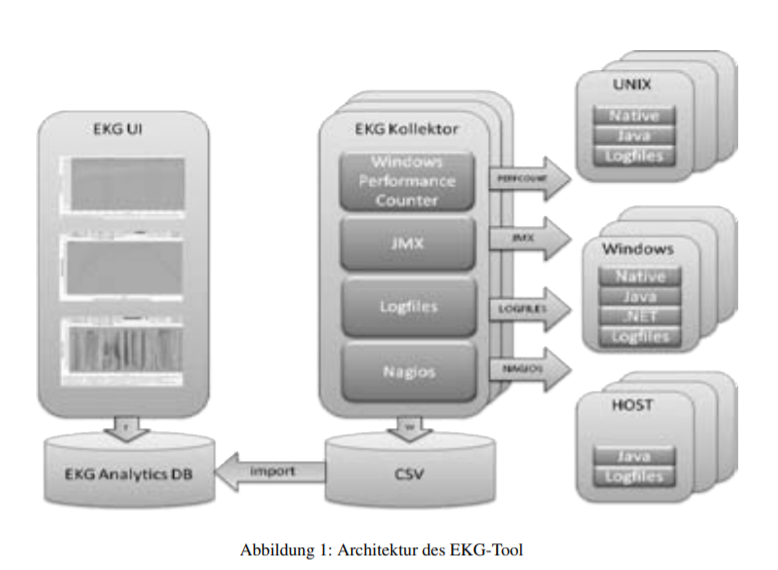 EKG UI
EKG Kollektor
Windows
Performance
Counter
JMX
Logfiles
Nagios
PERFCOUNT
JMX
LOGFILES
NAGIOS
UNIX
Native
Java
Logfiles
Windows
Native
Java
.NET
Logfiles
HOST
Java
Logfiles
r
w
EKG Analytics DB
import
CSV
Abbildung 1: Architektur des EKG-Tool